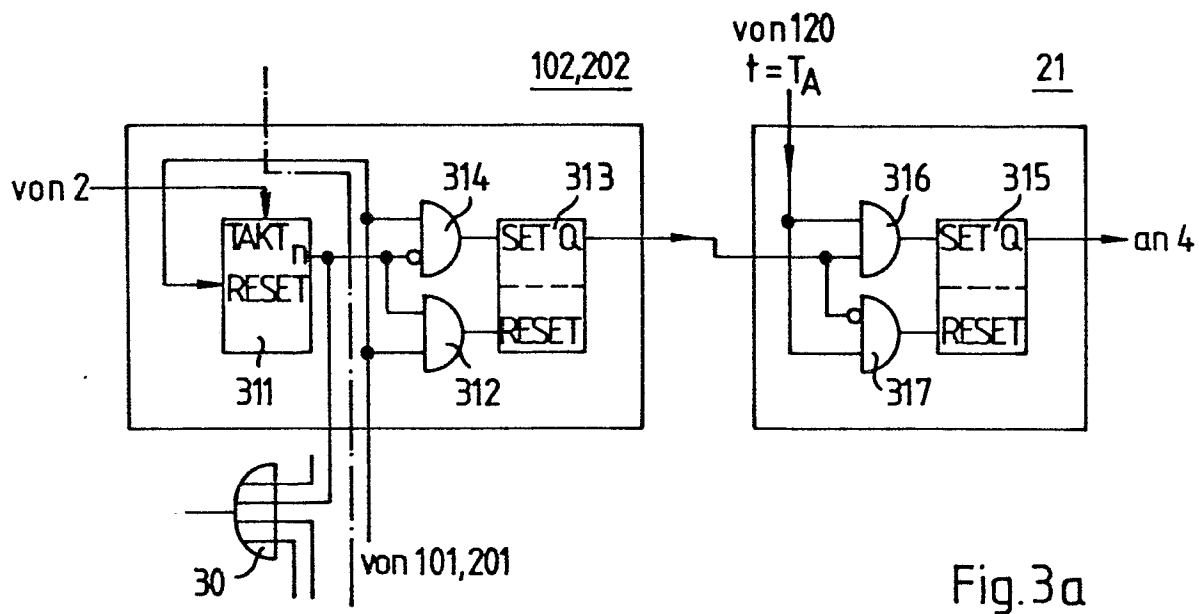 von 120
t = T_A
102,202
21
von 2
314
313
316
315
TAKT
n
SET Q
SET Q
an 4
RESET
RESET
RESET
311
312
317
30
von 101,201
Fig. 3a